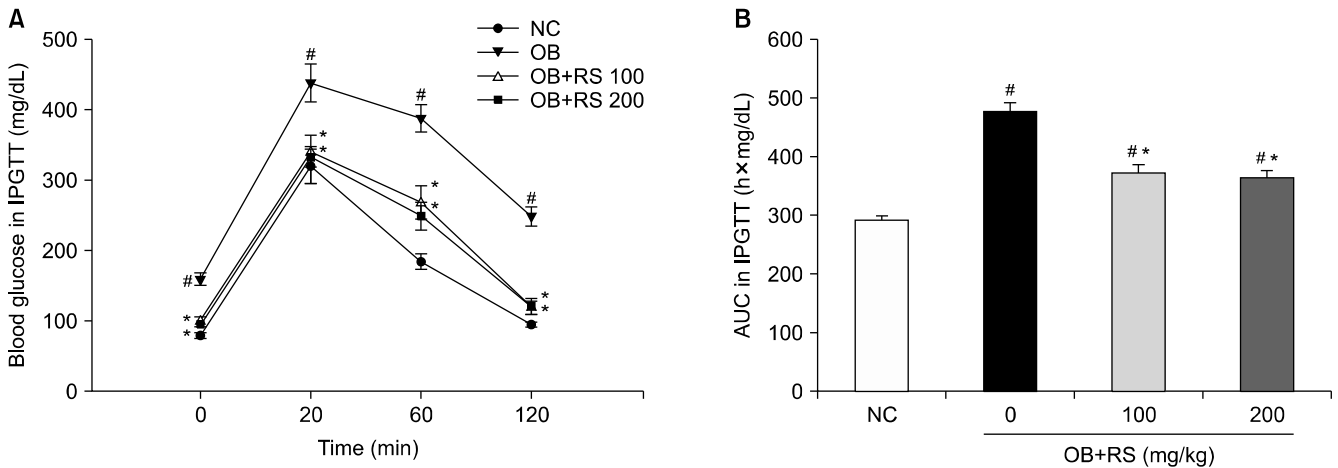 A
Blood glucose in IPGTT (mg/dL)
500
400
300
200
100
0
NC
OB
OB+RS 100
OB+RS 200
#
#
#
#
*
*
*
*
*
*
*
*
0 20 60 120
Time (min)
B
AUC in IPGTT (h×mg/dL)
600
500
400
300
200
100
0
#
# *
# *
NC 0 100 200
OB+RS (mg/kg)